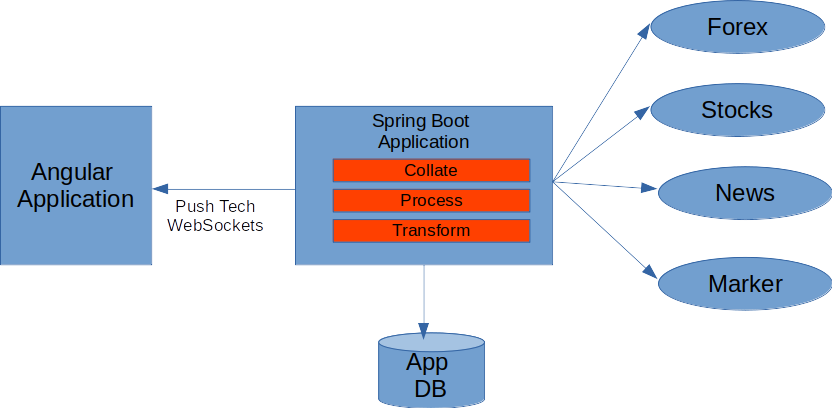 Angular
Application
Push Tech
WebSockets
Spring Boot
Application
Collate
Process
Transform
App
DB
Forex
Stocks
News
Marker